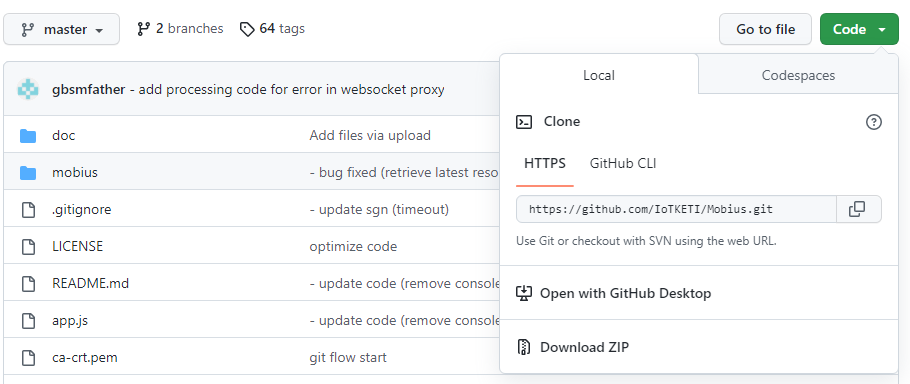 master 2 branches 64 tags Go to file Code
Local Codespaces
gbsmfather - add processing code for error in websocket proxy
Clone
doc Add files via upload
HTTPS GitHub CLI
mobius - bug fixed (retrieve latest reso
.gitignore - update sgn (timeout)
https://github.com/IoTKETI/Mobius.git
LICENSE optimize code
Use Git or checkout with SVN using the web URL.
README.md - update code (remove console
Open with GitHub Desktop
app.js - update code (remove console
Download ZIP
ca-crt.pem git flow start